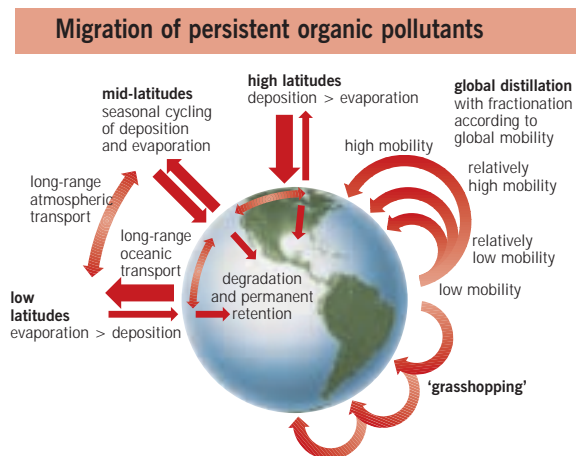 Migration of persistent organic pollutants
high latitudes
deposition > evaporation
mid-latitudes
seasonal cycling
of deposition
and evaporation
global distillation
with fractionation
according to
global mobility
high mobility
relatively
high mobility
relatively
low mobility
low mobility
long-range
atmospheric
transport
long-range
oceanic
transport
degradation
and permanent
retention
low
latitudes
evaporation > deposition
'grasshopping'